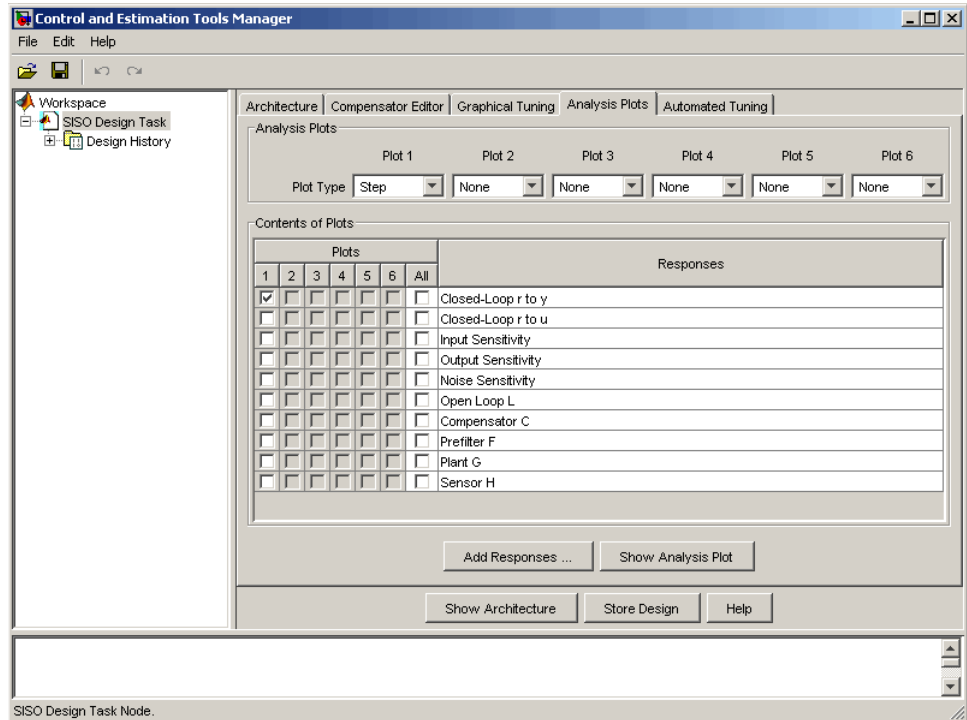 Control and Estimation Tools Manager
File Edit Help
Workspace
SISO Design Task
Design History
Architecture Compensator Editor Graphical Tuning Analysis Plots Automated Tuning
Analysis Plots
Plot 1 Plot 2 Plot 3 Plot 4 Plot 5 Plot 6
Plot Type Step None None None None None
Contents of Plots
Plots
Responses
1 2 3 4 5 6 All
Closed-Loop r to y
Closed-Loop r to u
Input Sensitivity
Output Sensitivity
Noise Sensitivity
Open Loop L
Compensator C
Prefilter F
Plant G
Sensor H
Add Responses ... Show Analysis Plot
Show Architecture Store Design Help
SISO Design Task Node.